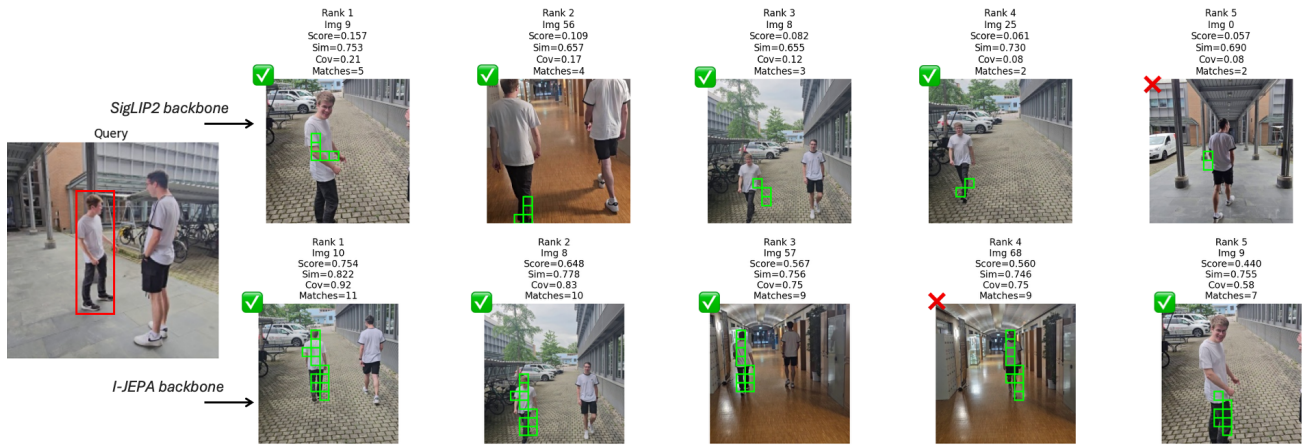 Rank 1
Img 9
Score=0.157
Sim=0.753
Cov=0.21
Matches=5
Rank 2
Img 56
Score=0.109
Sim=0.657
Cov=0.17
Matches=4
Rank 3
Img 8
Score=0.082
Sim=0.655
Cov=0.12
Matches=3
Rank 4
Img 25
Score=0.061
Sim=0.730
Cov=0.08
Matches=2
Rank 5
Img 0
Score=0.057
Sim=0.690
Cov=0.08
Matches=2
SigLIP2 backbone
Query
Rank 1
Img 10
Score=0.754
Sim=0.822
Cov=0.92
Matches=11
Rank 2
Img 8
Score=0.648
Sim=0.778
Cov=0.83
Matches=10
Rank 3
Img 57
Score=0.567
Sim=0.756
Cov=0.75
Matches=9
Rank 4
Img 68
Score=0.560
Sim=0.746
Cov=0.75
Matches=9
Rank 5
Img 9
Score=0.440
Sim=0.755
Cov=0.58
Matches=7
I-JEPA backbone